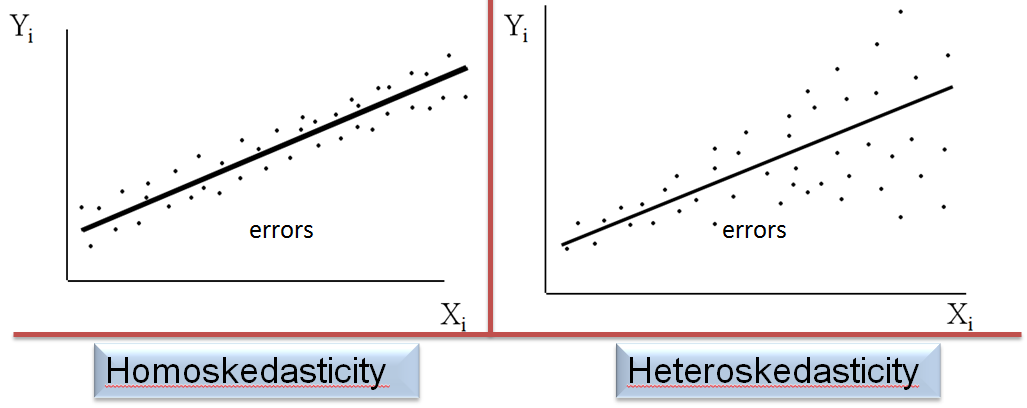 Yi
errors
Xi
Homoskedasticity
Yi
errors
Xi
Heteroskedasticity